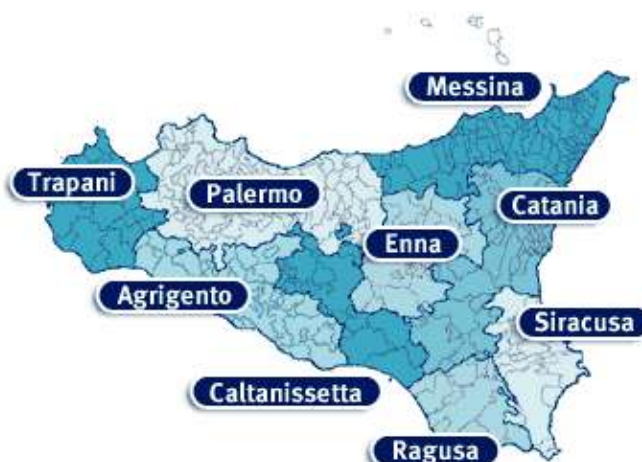 Messina
Trapani
Palermo
Catania
Enna
Agrigento
Siracusa
Caltanissetta
Ragusa